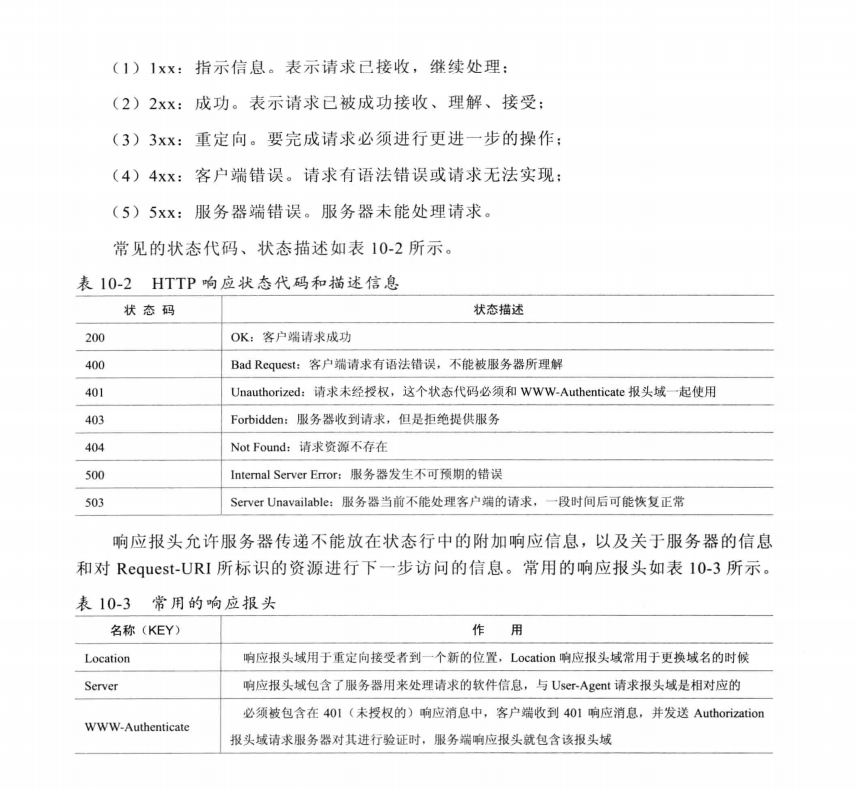 （1）1xx：指示信息。表示请求已接收，继续处理；
（2）2xx：成功。表示请求已被成功接收、理解、接受；
（3）3xx：重定向。要完成请求必须进行更进一步的操作；
（4）4xx：客户端错误。请求有语法错误或请求无法实现；
（5）5xx：服务器端错误。服务器未能处理请求。
常见的状态代码、状态描述如表 10-2 所示。
表 10-2 HTTP 响应状态代码和描述信息
状 态 码 状态描述
200 OK：客户端请求成功
400 Bad Request：客户端请求有语法错误，不能被服务器所理解
401 Unauthorized：请求未经授权，这个状态代码必须和 WWW-Authenticate 报头域一起使用
403 Forbidden：服务器收到请求，但是拒绝提供服务
404 Not Found：请求资源不存在
500 Internal Server Error：服务器发生不可预期的错误
503 Server Unavailable：服务器当前不能处理客户端的请求，一段时间后可能恢复正常
响应报头允许服务器传递不能放在状态行中的附加响应信息，以及关于服务器的信息
和对 Request-URI 所标识的资源进行下一步访问的信息。常用的响应报头如表 10-3 所示。
表 10-3 常用的响应报头
名称（KEY） 作 用
Location 响应报头域用于重定向接受者到一个新的位置，Location 响应报头域常用于更换域名的时候
Server 响应报头域包含了服务器用来处理请求的软件信息，与 User-Agent 请求报头域是相对应的
WWW-Authenticate 必须被包含在 401（未授权的）响应消息中，客户端收到 401 响应消息，并发送 Authorization
报头域请求服务器对其进行验证时，服务端响应报头就包含该报头域